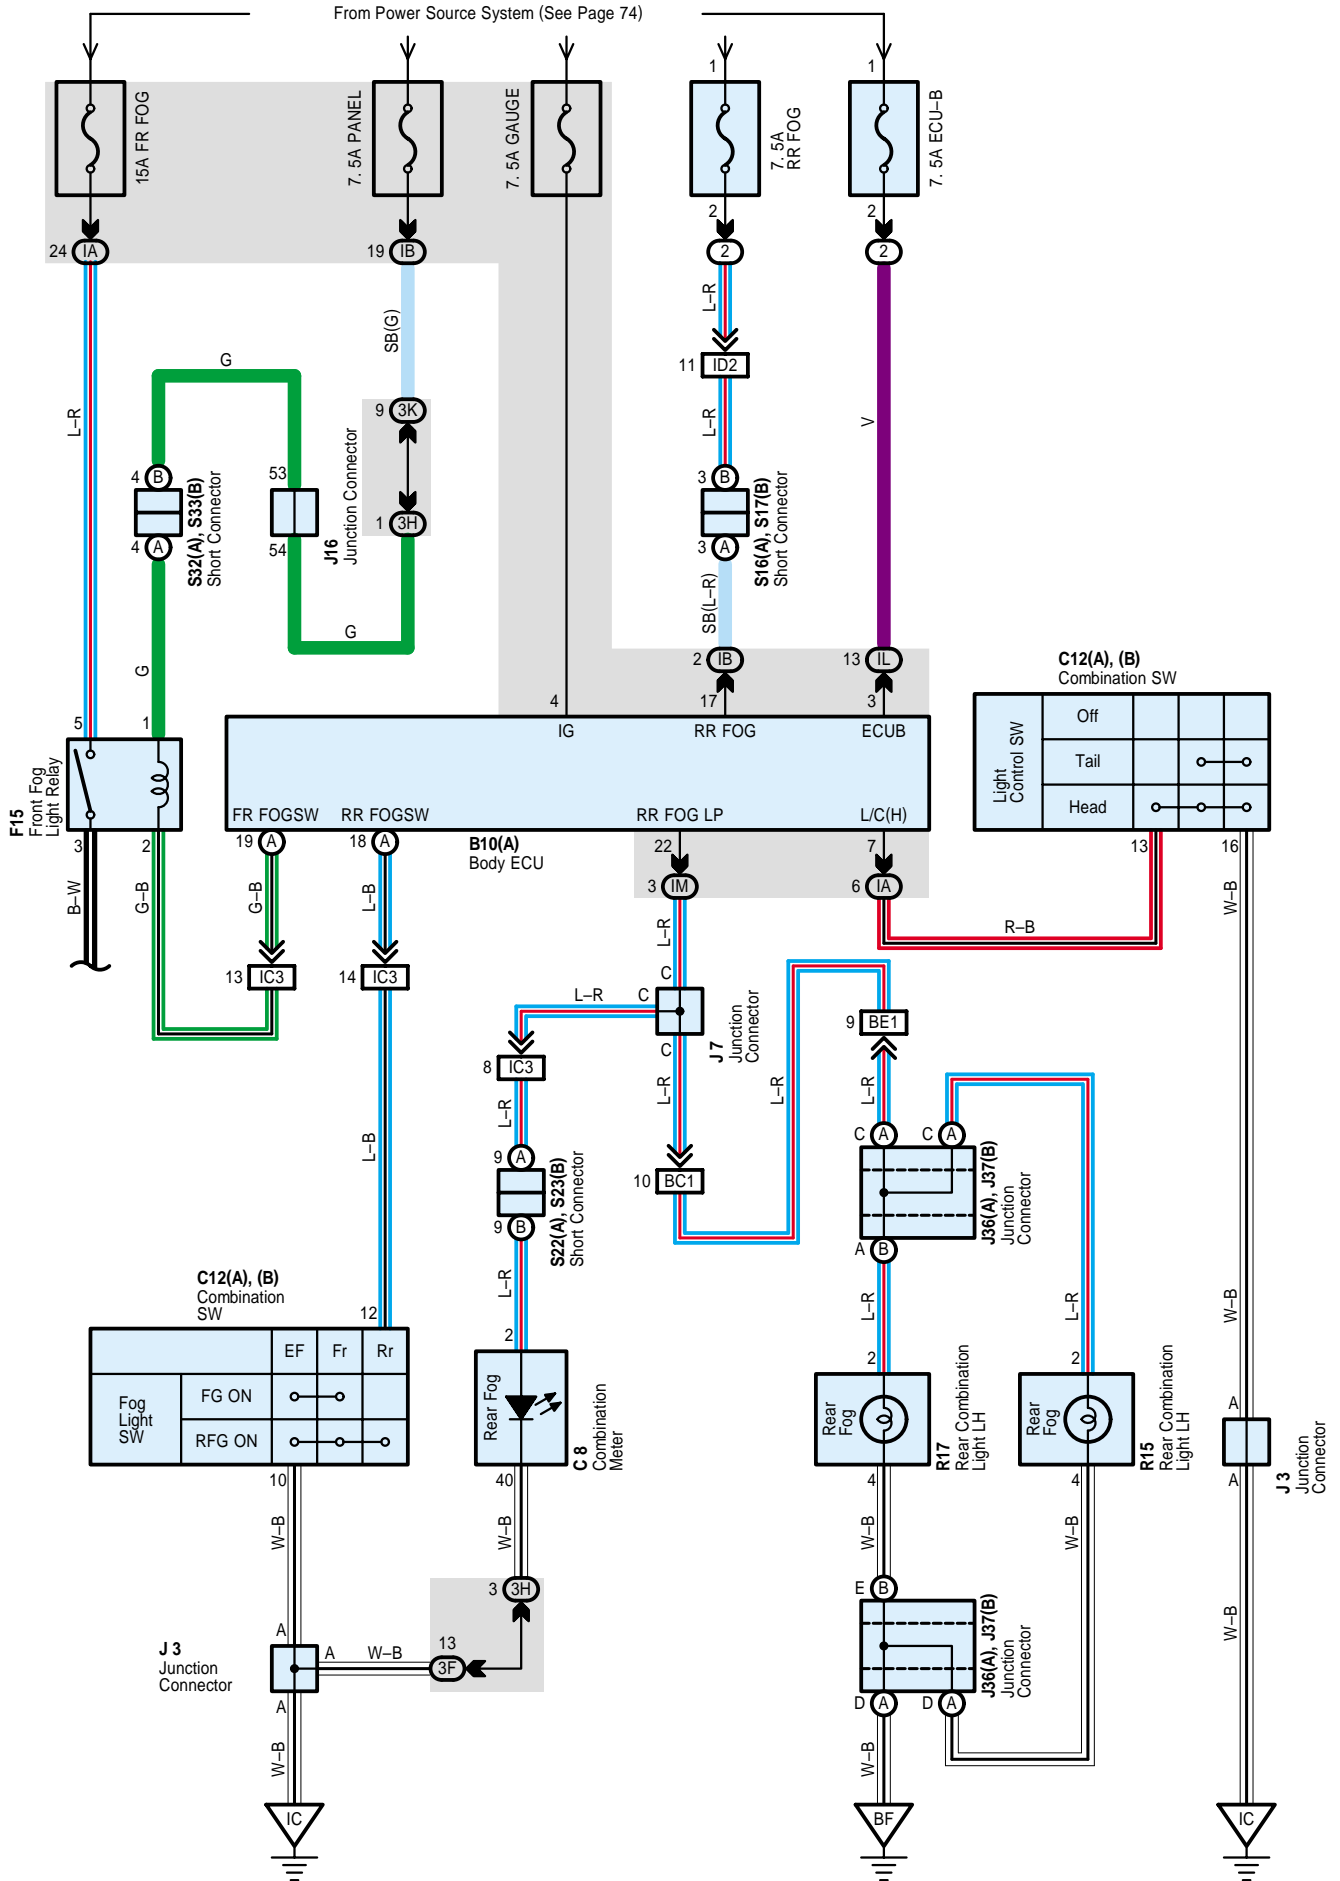 From Power Source System (See Page 74)
1
1
15A FR FOG
7. 5A PANEL
7. 5A GAUGE
7. 5A
RR FOG
7. 5A ECU–B
2
2
24 IA
19 IB
2
2
L–R
SB(G)
L–R
G
11 ID2
L–R
9 3K
L–R
V
4 B
53
3 B
S32(A), S33(B)
Short Connector
J16
Junction Connector
1 3H
S16(A), S17(B)
Short Connector
4 A
54
3 A
SB(L–R)
G
G
2 IB
13 IL
C12(A), (B)
Combination SW
5
1
4
17
3
IG
RR FOG
ECUB
Light
Control SW
Off
Tail
Head
F15
Front Fog
Light Relay
FR FOGSW
RR FOGSW
RR FOG LP
L/C(H)
3
2
19 A
18 A
B10(A)
Body ECU
22
7
13
16
3 IM
6 IA
B–W
G–B
G–B
L–B
L–R
R–B
W–B
13 IC3
14 IC3
C
L–R
C
C
J 7
Junction
Connector
9 BE1
8 IC3
L–R
L–R
L–R
L–R
L–B
9 A
C A
C A
10 BC1
S22(A), S23(B)
Short Connector
J36(A), J37(B)
Junction
Connector
9 B
A B
L–R
L–R
L–R
W–B
C12(A), (B)
Combination
SW
12
2
2
2
EF
Fr
Rr
Fog
Light
SW
FG ON
RFG ON
Rear Fog
C 8
Combination
Meter
Rear
Fog
R17
Rear Combination
Light LH
Rear
Fog
R15
Rear Combination
Light LH
A
A
J 3
Junction
Connector
10
40
4
4
W–B
W–B
W–B
W–B
3 3H
E B
A
A
W–B
13
3F
J 3
Junction
Connector
J36(A), J37(B)
Junction
Connector
W–B
A
D A
D A
W–B
W–B
IC
BF
IC